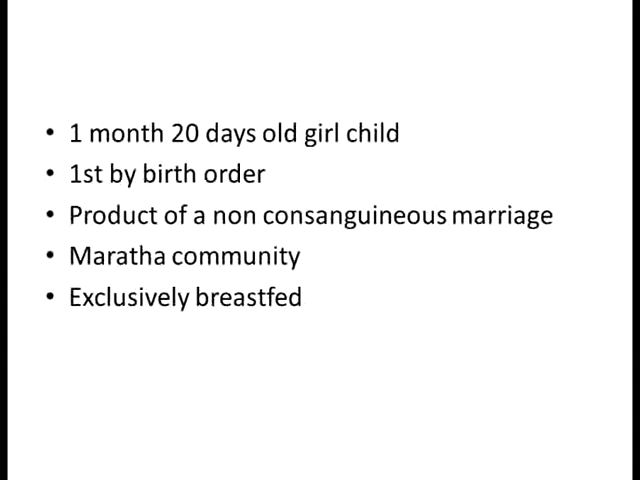 • 1 month 20 days old girl child
• 1st by birth order
• Product of a non consanguineous marriage
• Maratha community
• Exclusively breastfed